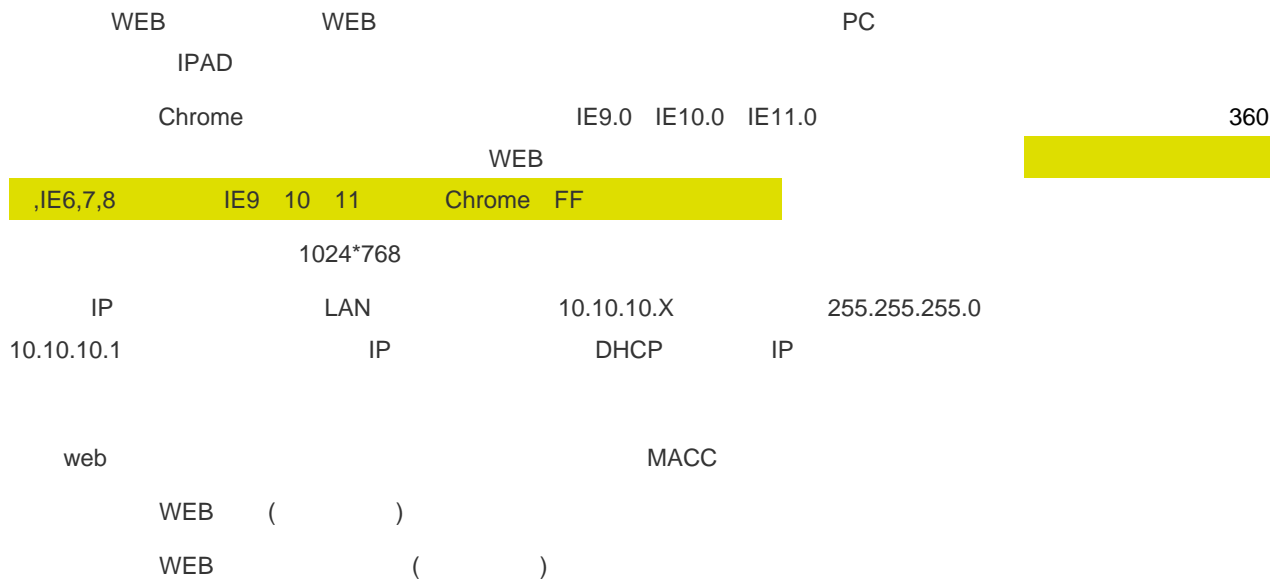 WEB WEB PC
IPAD
Chrome IE9.0 IE10.0 IE11.0 360
WEB
,IE6,7,8 IE9 10 11 Chrome FF
1024*768
IP LAN 10.10.10.X 255.255.255.0
10.10.10.1 IP DHCP IP
web MACC
WEB ( )
WEB ( )